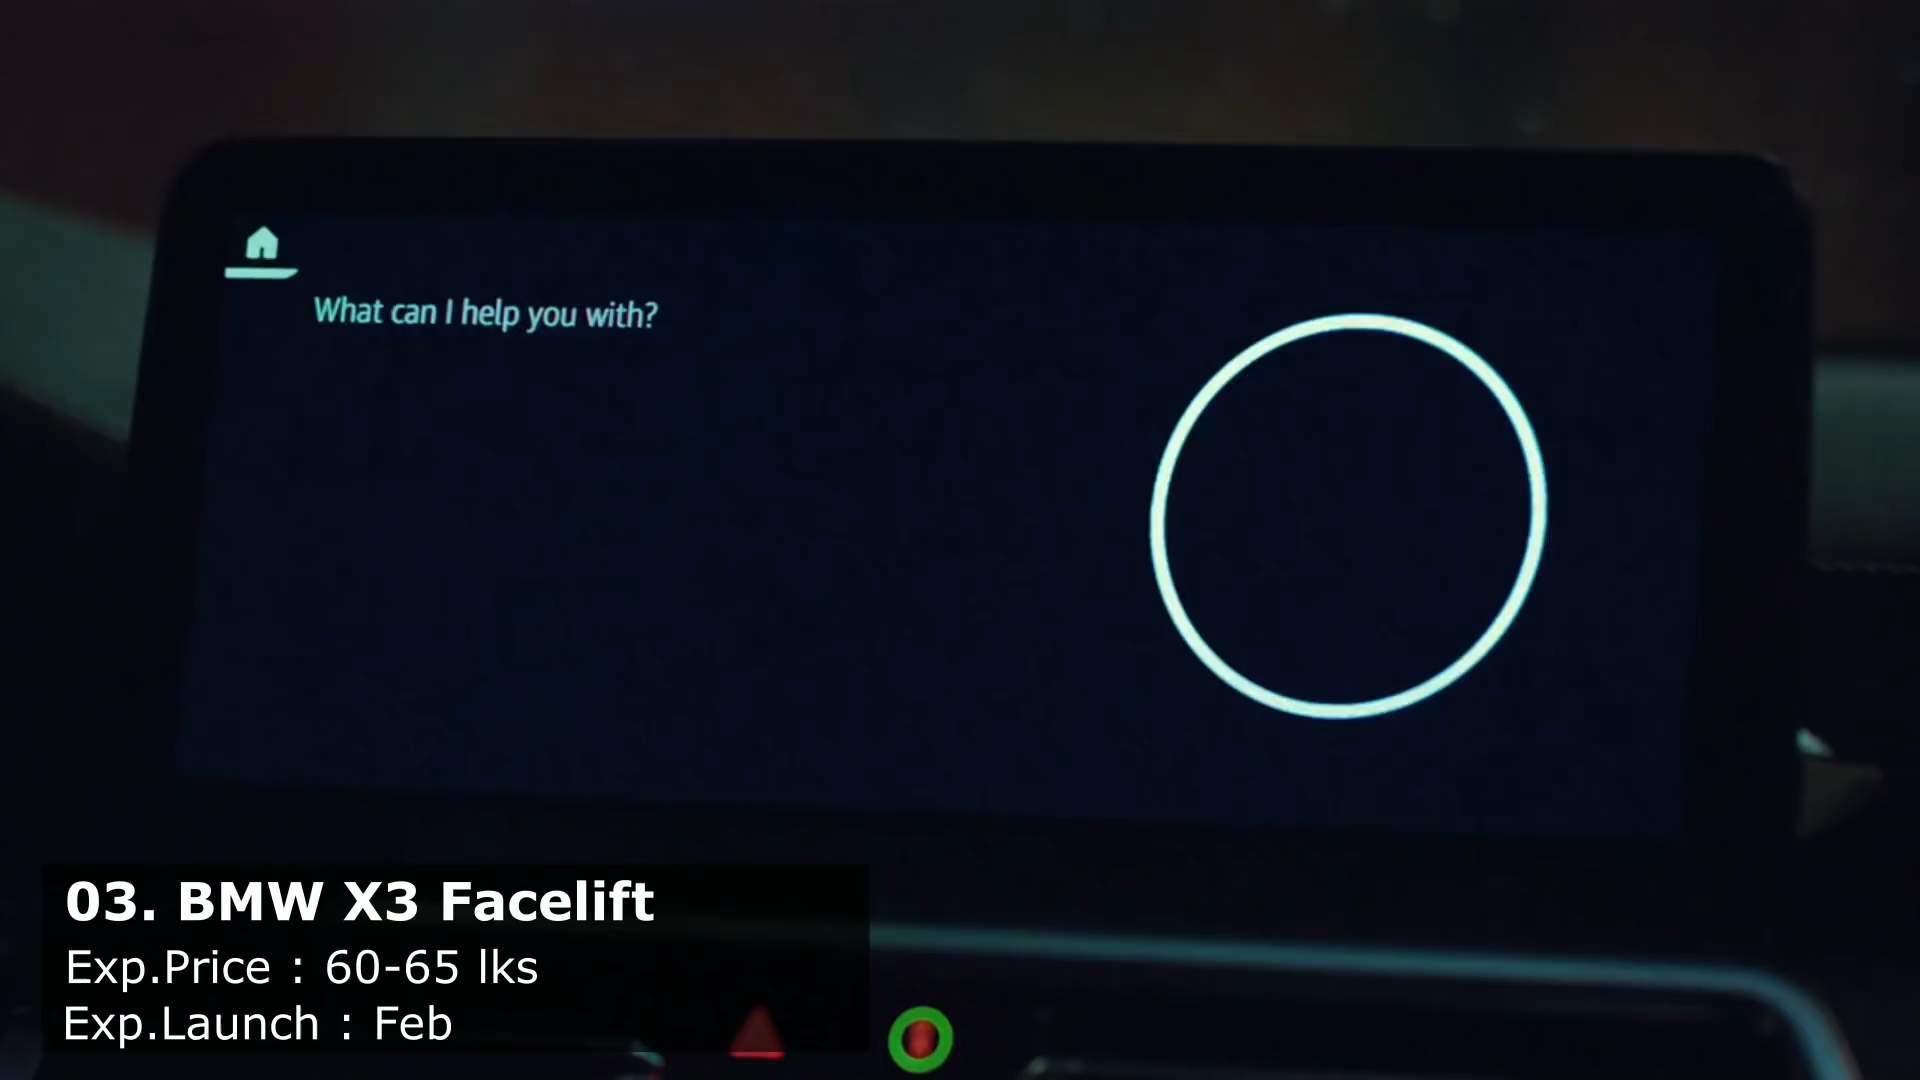 What can I help you with?
03. BMW X3 Facelift
Exp.Price : 60-65 lks
Exp.Launch : Feb